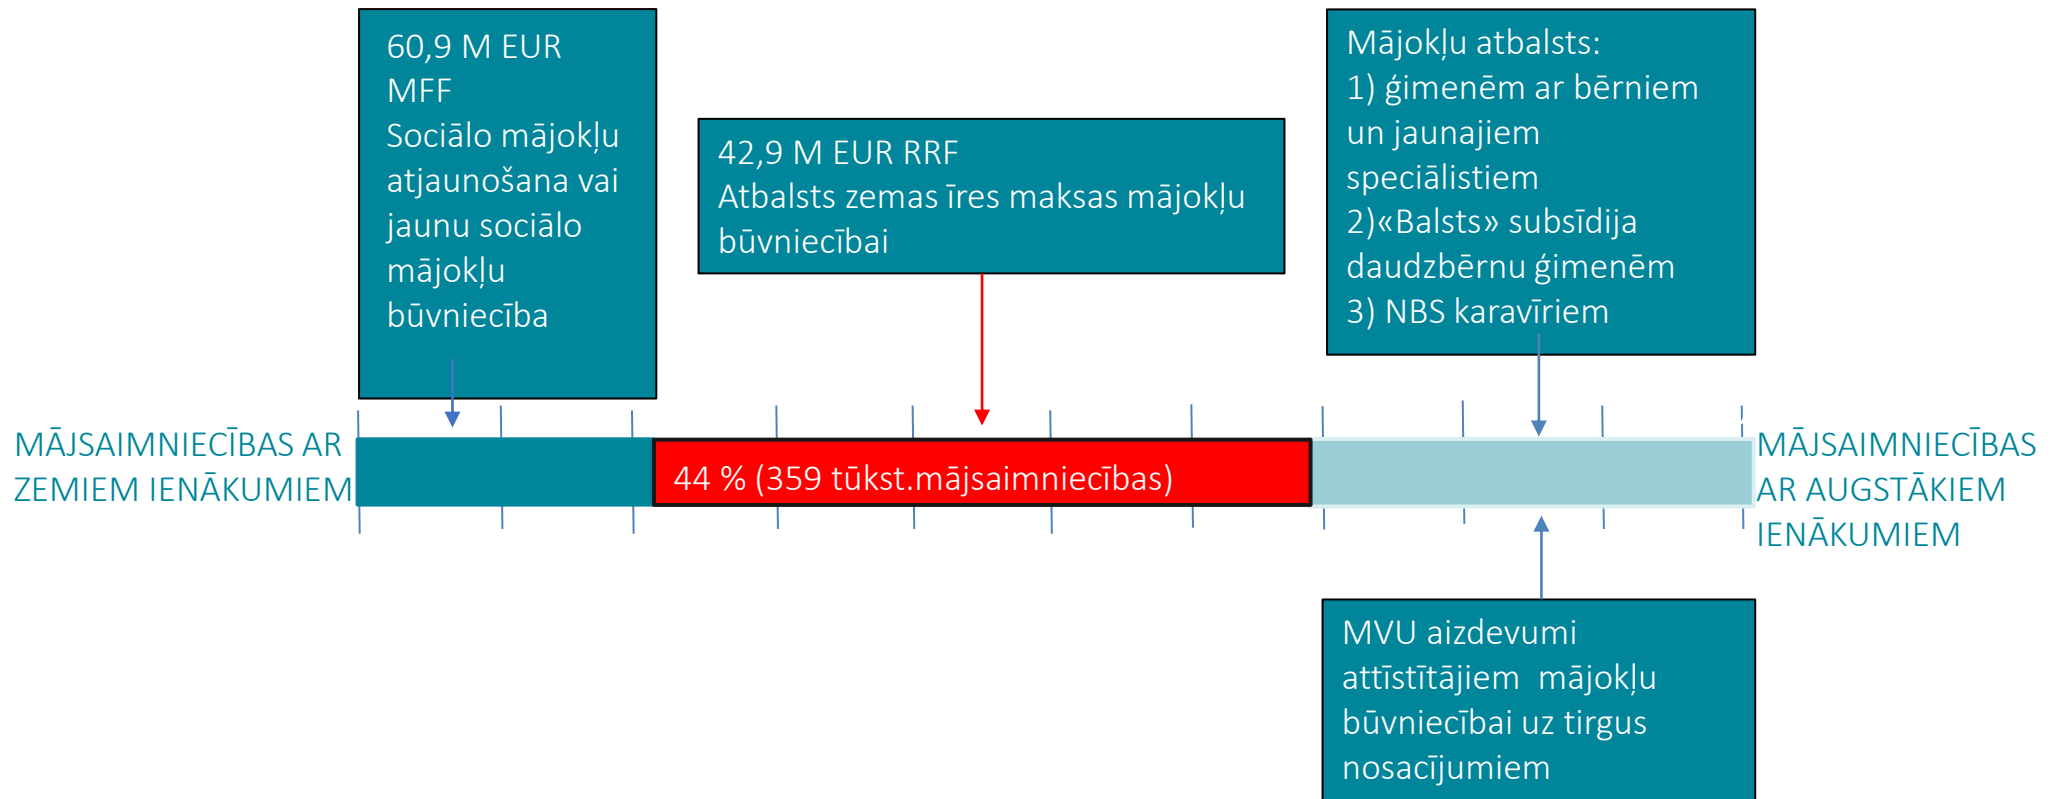 60,9 M EUR
MFF
Sociālo mājokļu
atjaunošana vai
jaunu sociālo
mājokļu
būvniecība
42,9 M EUR RRF
Atbalsts zemas īres maksas mājokļu
būvniecībai
Mājokļu atbalsts:
1) ģimenēm ar bērniem
un jaunajiem
speciālistiem
2)«Balsts» subsīdija
daudzbērnu ģimenēm
3) NBS karavīriem
MĀJSAIMNIECĪBAS AR
ZEMIEM IENĀKUMIEM
44 % (359 tūkst.mājsaimniecības)
MĀJSAIMNIECĪBAS
AR AUGSTĀKIEM
IENĀKUMIEM
MVU aizdevumi
attīstītājiem  mājokļu
būvniecībai uz tirgus
nosacījumiem